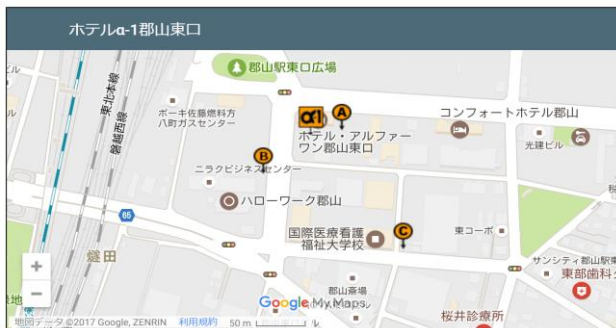 ホテルα-1郡山東口
郡山駅東口広場
東北本線
磐越西線
ポーキ佐藤燃料方
八町ガスセンター
α-1
A
ホテル・アルファー
ワン郡山東口
コンフォートホテル郡山
光建ビル
B
ニラクビジネスセンター
ハローワーク郡山
65
燧田
国際医療看護
福祉大学校
C
東コーポ
サンシティ郡山駅東
東部歯科
郡山斎場
桜井診療所
+
−
Google My Maps
地図データ ©2017 Google, ZENRIN
利用規約
50 m